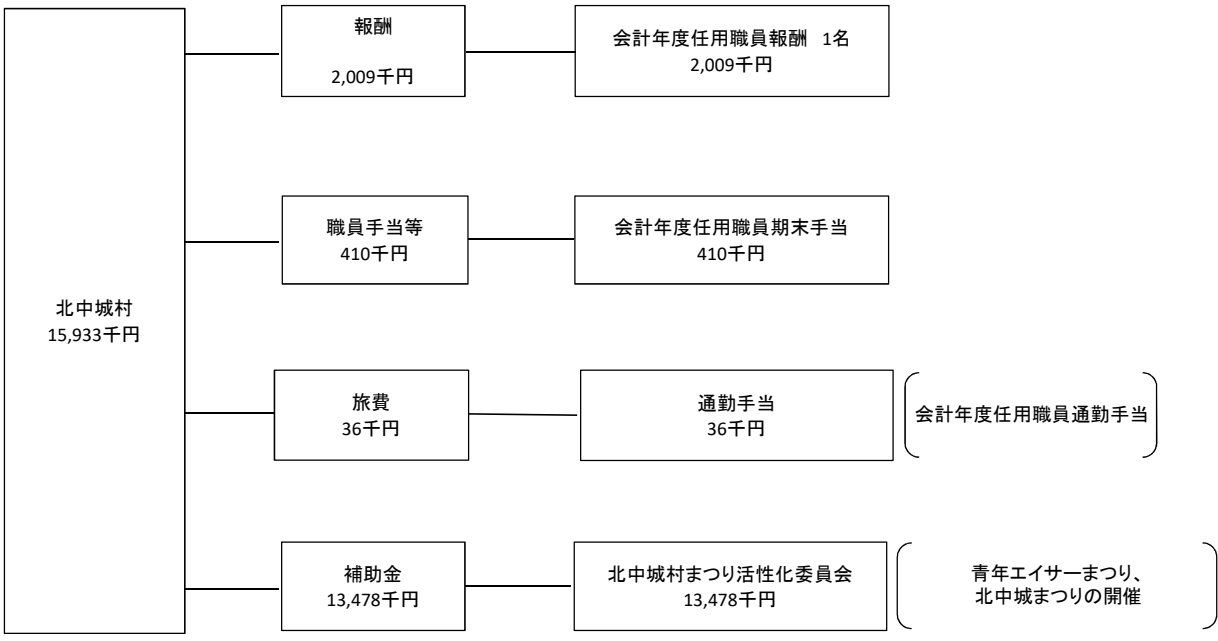 報酬
2,009千円
会計年度任用職員報酬　1名
2,009千円
職員手当等
410千円
会計年度任用職員期末手当
410千円
北中城村
15,933千円
旅費
36千円
通勤手当
36千円
会計年度任用職員通勤手当
補助金
13,478千円
北中城村まつり活性化委員会
13,478千円
青年エイサーまつり、
北中城まつりの開催